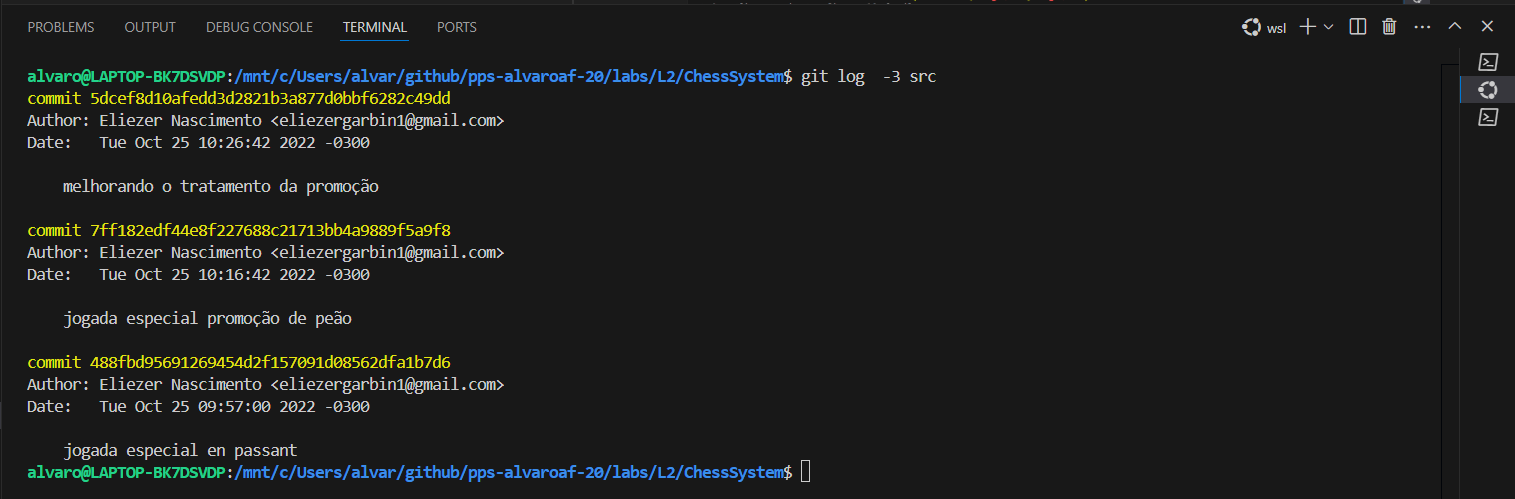 PROBLEMS OUTPUT DEBUG CONSOLE TERMINAL PORTS wsl
alvaro@LAPTOP-BK7DSVDP:/mnt/c/Users/alvar/github/pps-alvaroaf-20/labs/L2/ChessSystem$ git log  -3 src
commit 5dcef8d10afedd3d2821b3a877d0bbf6282c49dd
Author: Eliezer Nascimento <eliezergarbin1@gmail.com>
Date:   Tue Oct 25 10:26:42 2022 -0300
melhorando o tratamento da promoção
commit 7ff182edf44e8f227688c21713bb4a9889f5a9f8
Author: Eliezer Nascimento <eliezergarbin1@gmail.com>
Date:   Tue Oct 25 10:16:42 2022 -0300
jogada especial promoção de peão
commit 488fbd95691269454d2f157091d08562dfa1b7d6
Author: Eliezer Nascimento <eliezergarbin1@gmail.com>
Date:   Tue Oct 25 09:57:00 2022 -0300
jogada especial en passant
alvaro@LAPTOP-BK7DSVDP:/mnt/c/Users/alvar/github/pps-alvaroaf-20/labs/L2/ChessSystem$